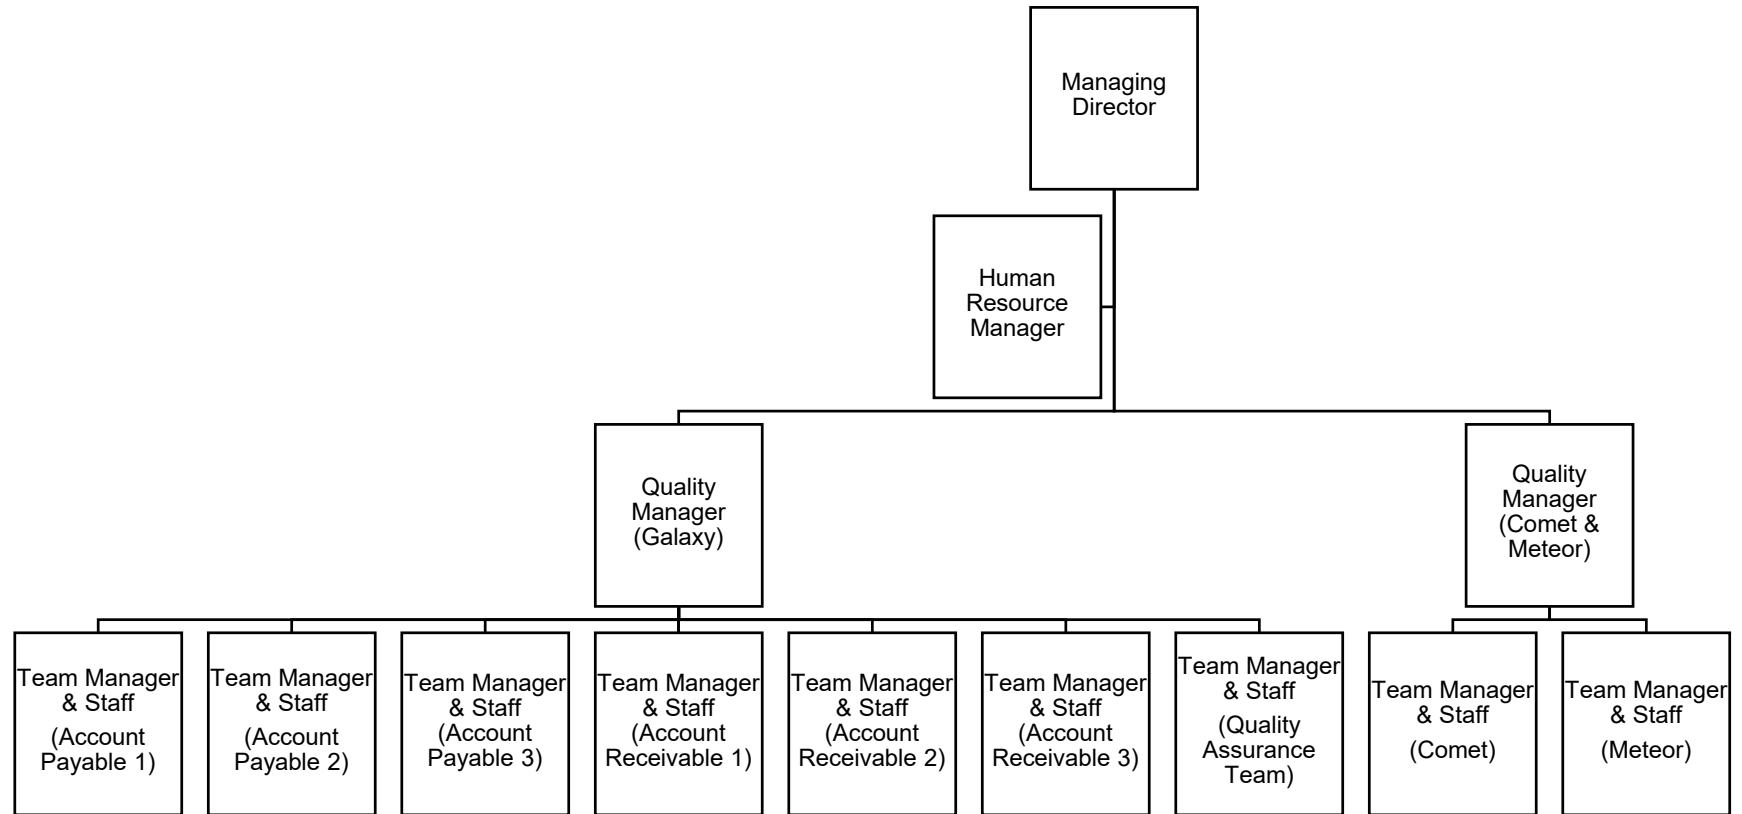 Managing
Director
Human
Resource
Manager
Quality
Manager
(Galaxy)
Quality
Manager
(Comet &
Meteor)
Team Manager
& Staff
(Account
Payable 1)
Team Manager
& Staff
(Account
Payable 2)
Team Manager
& Staff
(Account
Payable 3)
Team Manager
& Staff
(Account
Receivable 1)
Team Manager
& Staff
(Account
Receivable 2)
Team Manager
& Staff
(Account
Receivable 3)
Team Manager
& Staff
(Quality
Assurance
Team)
Team Manager
& Staff
(Comet)
Team Manager
& Staff
(Meteor)